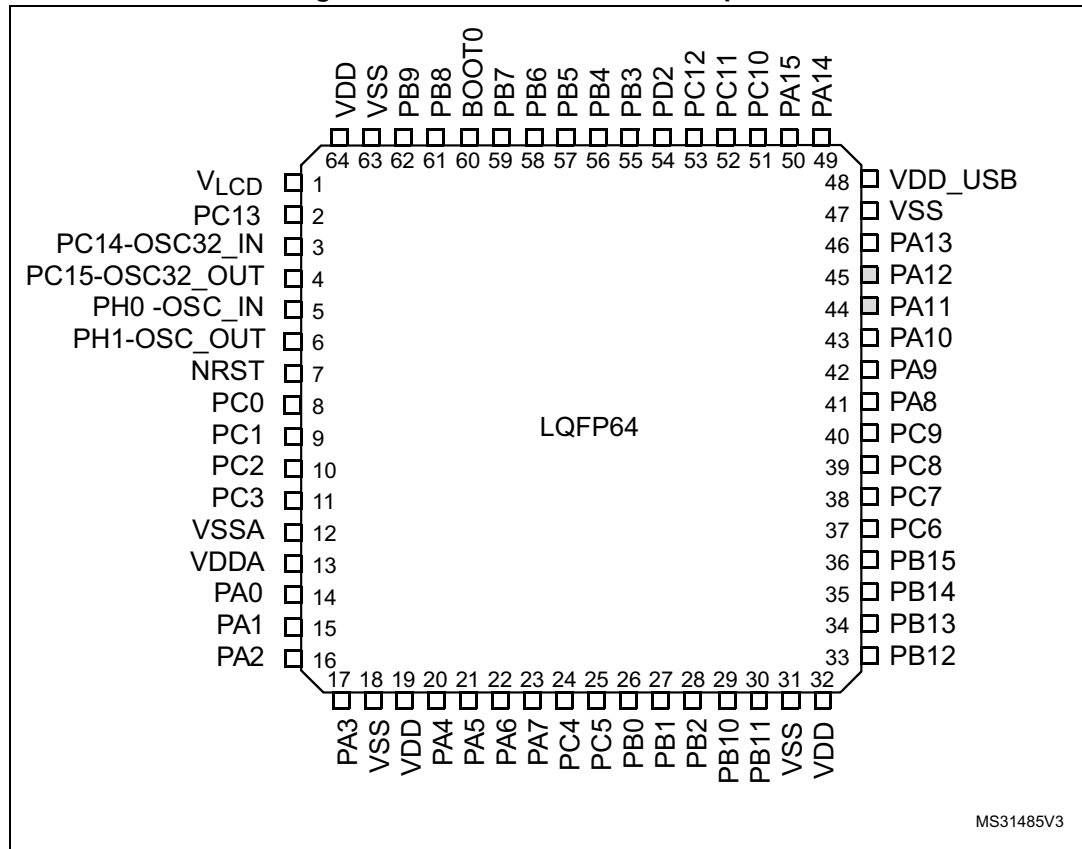 VDD VSS PB9 PB8 BOOT0 PB7 PB6 PB5 PB4 PB3 PD2 PC12 PC11 PC10 PA15 PA14
64 63 62 61 60 59 58 57 56 55 54 53 52 51 50 49
VLCD 1
PC13 2
PC14-OSC32_IN 3
PC15-OSC32_OUT 4
PH0 -OSC_IN 5
PH1-OSC_OUT 6
NRST 7
PC0 8
PC1 9
PC2 10
PC3 11
VSSA 12
VDDA 13
PA0 14
PA1 15
PA2 16
LQFP64
48 VDD_USB
47 VSS
46 PA13
45 PA12
44 PA11
43 PA10
42 PA9
41 PA8
40 PC9
39 PC8
38 PC7
37 PC6
36 PB15
35 PB14
34 PB13
33 PB12
17 18 19 20 21 22 23 24 25 26 27 28 29 30 31 32
PA3 VSS VDD PA4 PA5 PA6 PA7 PC4 PC5 PB0 PB1 PB2 PB10 PB11 VSS VDD
MS31485V3